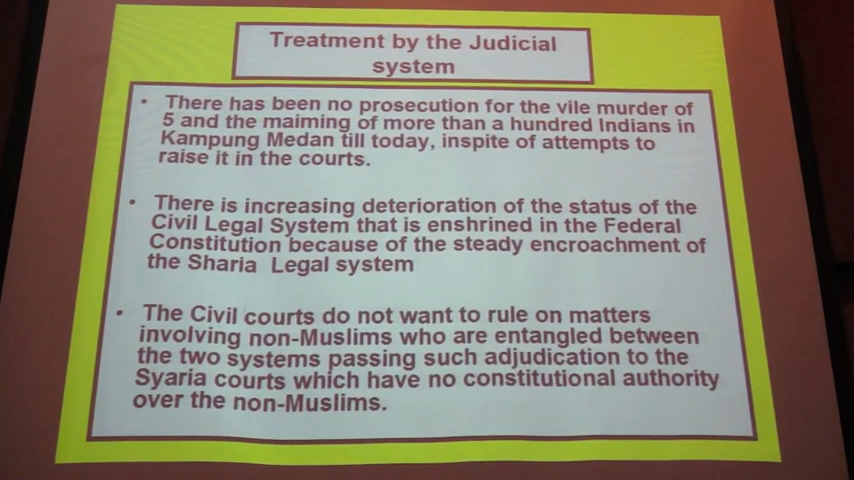 Treatment by the Judicial
system
• There has been no prosecution for the vile murder of
5 and the maiming of more than a hundred Indians in
Kampung Medan till today, inspite of attempts to
raise it in the courts.
• There is increasing deterioration of the status of the
Civil Legal System that is enshrined in the Federal
Constitution because of the steady encroachment of
the Sharia Legal system
• The Civil courts do not want to rule on matters
involving non-Muslims who are entangled between
the two systems passing such adjudication to the
Syaria courts which have no constitutional authority
over the non-Muslims.